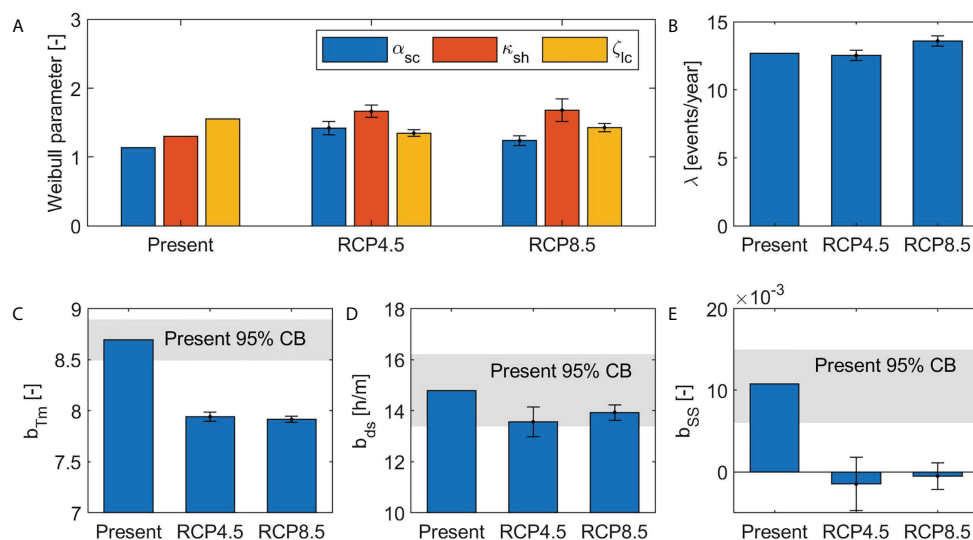 A
Weibull parameter [-]
3
2
1
0
α_sc κ_sh ζ_lc
Present RCP4.5 RCP8.5
B
λ [events/year]
15
10
5
0
Present RCP4.5 RCP8.5
C
b_Tm [-]
9
8.5
8
7.5
7
Present 95% CB
Present RCP4.5 RCP8.5
D
b_ds [h/m]
18
16
14
12
10
Present 95% CB
Present RCP4.5 RCP8.5
E
b_SS [-]
×10^-3
20
10
0
Present 95% CB
Present RCP4.5 RCP8.5